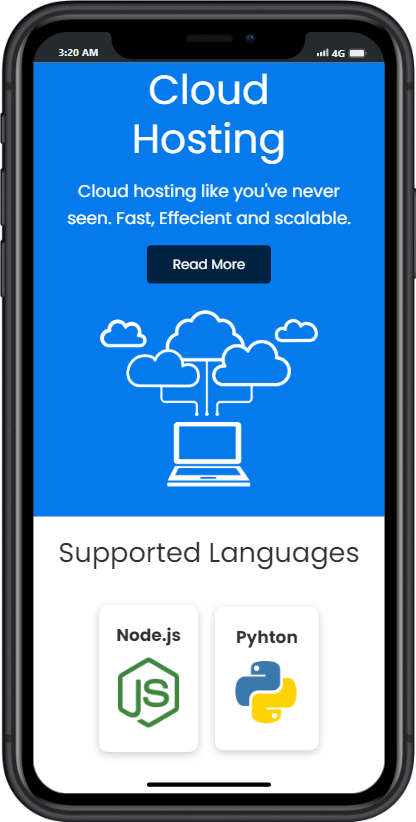 3:20 AM
4G
Cloud
Hosting
Cloud hosting like you've never
seen. Fast, Effecient and scalable.
Read More
Supported Languages
Node.js
Pyhton
JS